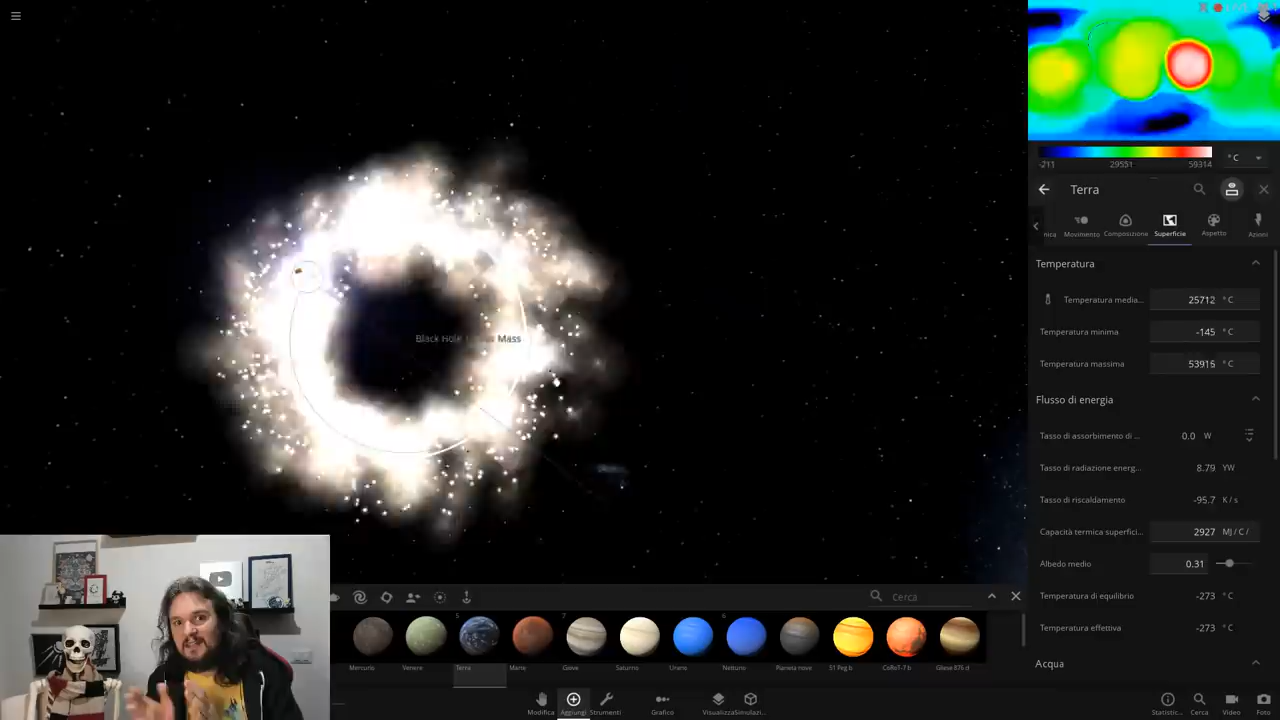 -211 29551 59314 °C
Terra
Movimento Composizione Superficie Aspetto Azioni
Temperatura
Temperatura media... 25712 °C
Temperatura minima -145 °C
Temperatura massima 53915 °C
Black Hole Mass
Flusso di energia
Tasso di assorbimento di ... 0.0 W
Tasso di radiazione energ... 8.79 YW
Tasso di riscaldamento -95.7 K / s
Capacità termica superfici... 2927 MJ / C /
Albedo medio 0.31
Temperatura di equilibrio -273 °C
Temperatura effettiva -273 °C
Acqua
Cerca
5 7 6
Mercurio Venere Terra Marte Giove Saturno Urano Nettuno Pianeta nove 51 Peg b CoRoT-7 b Gliese 876 d
Modifica Aggiungi Strumenti Grafico Visualizza Simulazi... Statistic... Cerca Video Foto